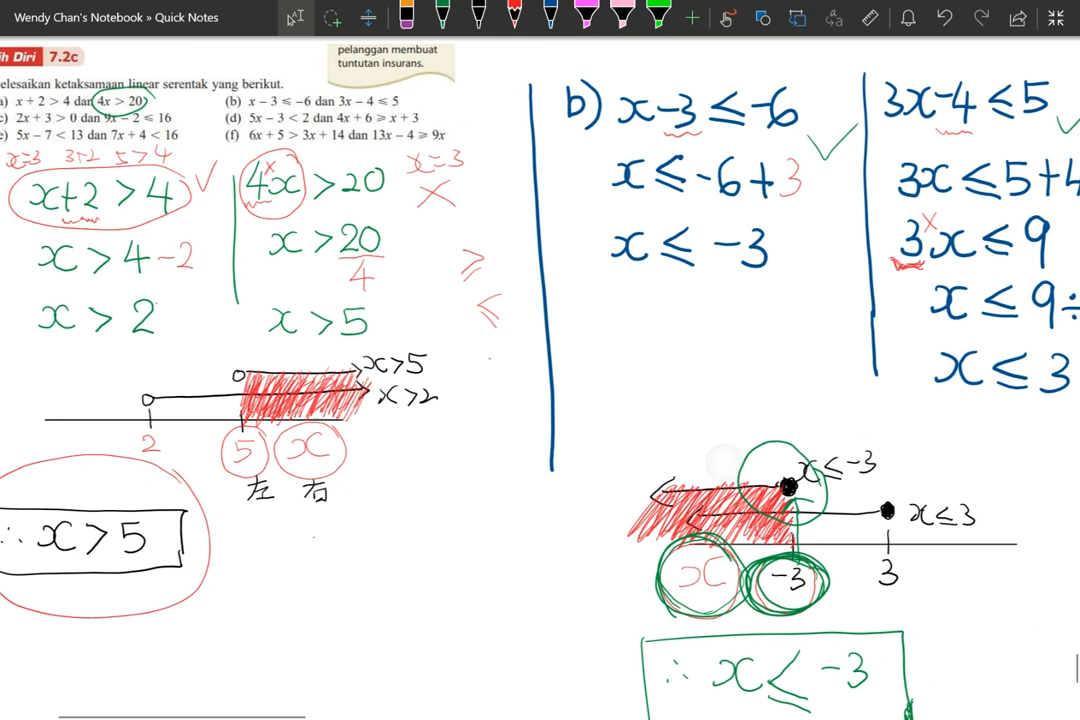 Wendy Chan's Notebook » Quick Notes
ih Diri 7.2c
pelanggan membuat
tuntutan insurans.
elesaikan ketaksamaan linear serentak yang berikut.
a) x + 2 > 4 dan 4x > 20
(b) x − 3 ⩽ −6 dan 3x − 4 ⩽ 5
c) 2x + 3 > 0 dan 9x − 2 ⩽ 16
(d) 5x − 3 < 2 dan 4x + 6 ⩾ x + 3
e) 5x − 7 < 13 dan 7x + 4 < 16
(f) 6x + 5 > 3x + 14 dan 13x − 4 ⩾ 9x
x=3 3+2 5>4
x+2 > 4 ✓
x > 4 −2
x > 2
x=3
4x > 20 ×
x > 20/4
x > 5
≥
≤
x>5
x>2
2 5 x
左 右
∴ x > 5
b) x −3 ≤ −6 ✓
x ≤ −6+3
x ≤ −3
3x −4 ≤ 5 ✓
3x ≤ 5+4
3x ≤ 9
x ≤ 9÷
x ≤ 3
x ≤ −3
x ≤ 3
x −3 3
∴ x ≤ −3